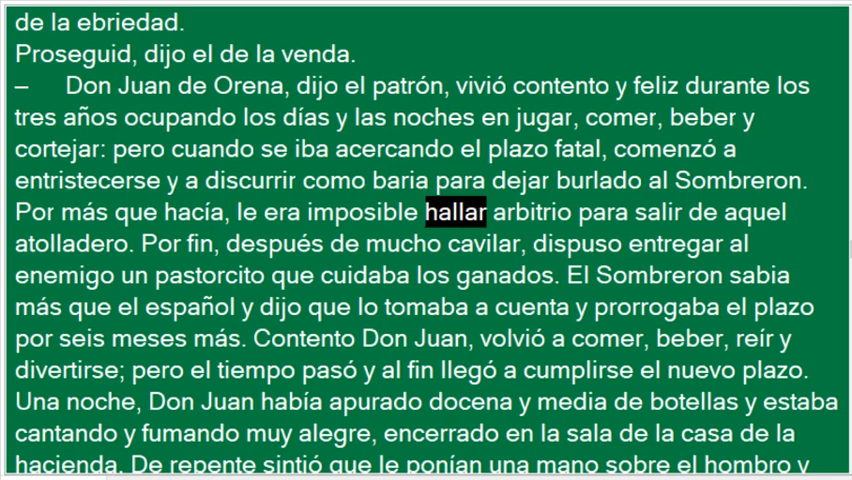 de la ebriedad.
Proseguid, dijo el de la venda.
– Don Juan de Orena, dijo el patrón, vivió contento y feliz durante los
tres años ocupando los días y las noches en jugar, comer, beber y
cortejar: pero cuando se iba acercando el plazo fatal, comenzó a
entristecerse y a discurrir como baria para dejar burlado al Sombreron.
Por más que hacía, le era imposible hallar arbitrio para salir de aquel
atolladero. Por fin, después de mucho cavilar, dispuso entregar al
enemigo un pastorcito que cuidaba los ganados. El Sombreron sabia
más que el español y dijo que lo tomaba a cuenta y prorrogaba el plazo
por seis meses más. Contento Don Juan, volvió a comer, beber, reír y
divertirse; pero el tiempo pasó y al fin llegó a cumplirse el nuevo plazo.
Una noche, Don Juan había apurado docena y media de botellas y estaba
cantando y fumando muy alegre, encerrado en la sala de la casa de la
hacienda. De repente sintió que le ponían una mano sobre el hombro y